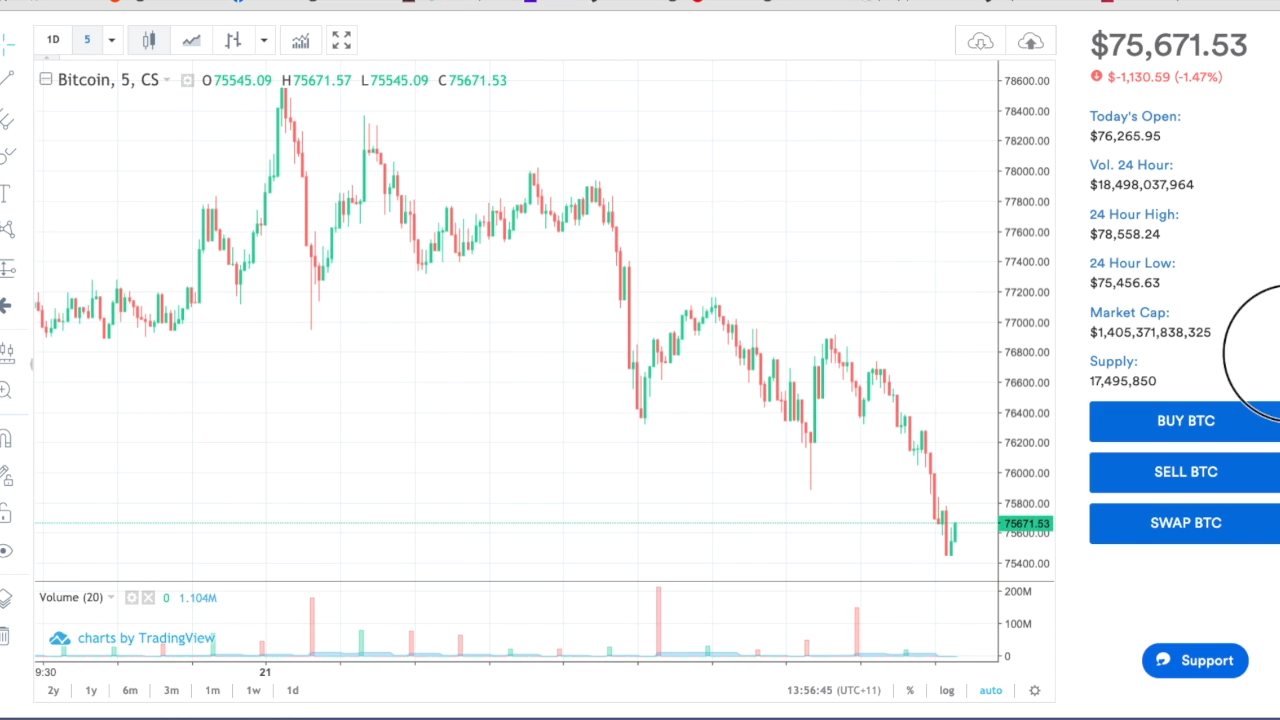 1D 5
Bitcoin, 5, CS O75545.09 H75671.57 L75545.09 C75671.53
78600.00
78400.00
78200.00
78000.00
77800.00
77600.00
77400.00
77200.00
77000.00
76800.00
76600.00
76400.00
76200.00
76000.00
75800.00
75671.53
75600.00
75400.00
Volume (20) 0 1.104M
200M
100M
0
charts by TradingView
9:30 21
2y 1y 6m 3m 1m 1w 1d 13:56:45 (UTC+11) % log auto
$75,671.53
$-1,130.59 (-1.47%)
Today's Open:
$76,265.95
Vol. 24 Hour:
$18,498,037,964
24 Hour High:
$78,558.24
24 Hour Low:
$75,456.63
Market Cap:
$1,405,371,838,325
Supply:
17,495,850
BUY BTC
SELL BTC
SWAP BTC
Support